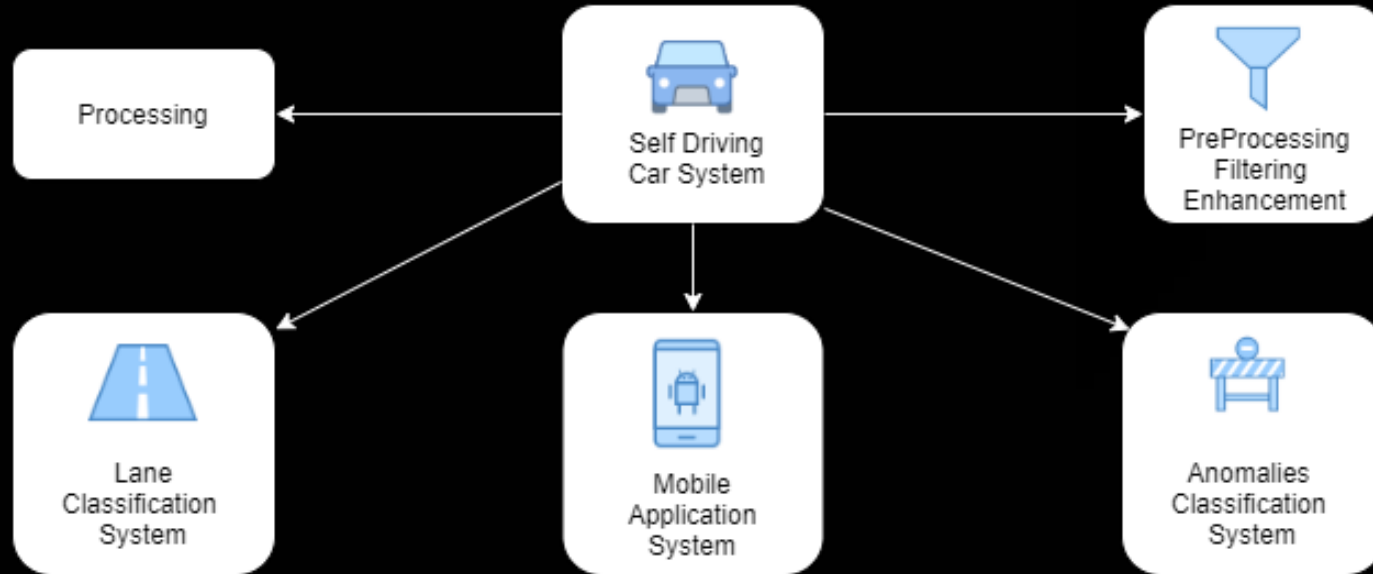 Processing
Self Driving
Car System
PreProcessing
Filtering
Enhancement
Lane
Classification
System
Mobile
Application
System
Anomalies
Classification
System